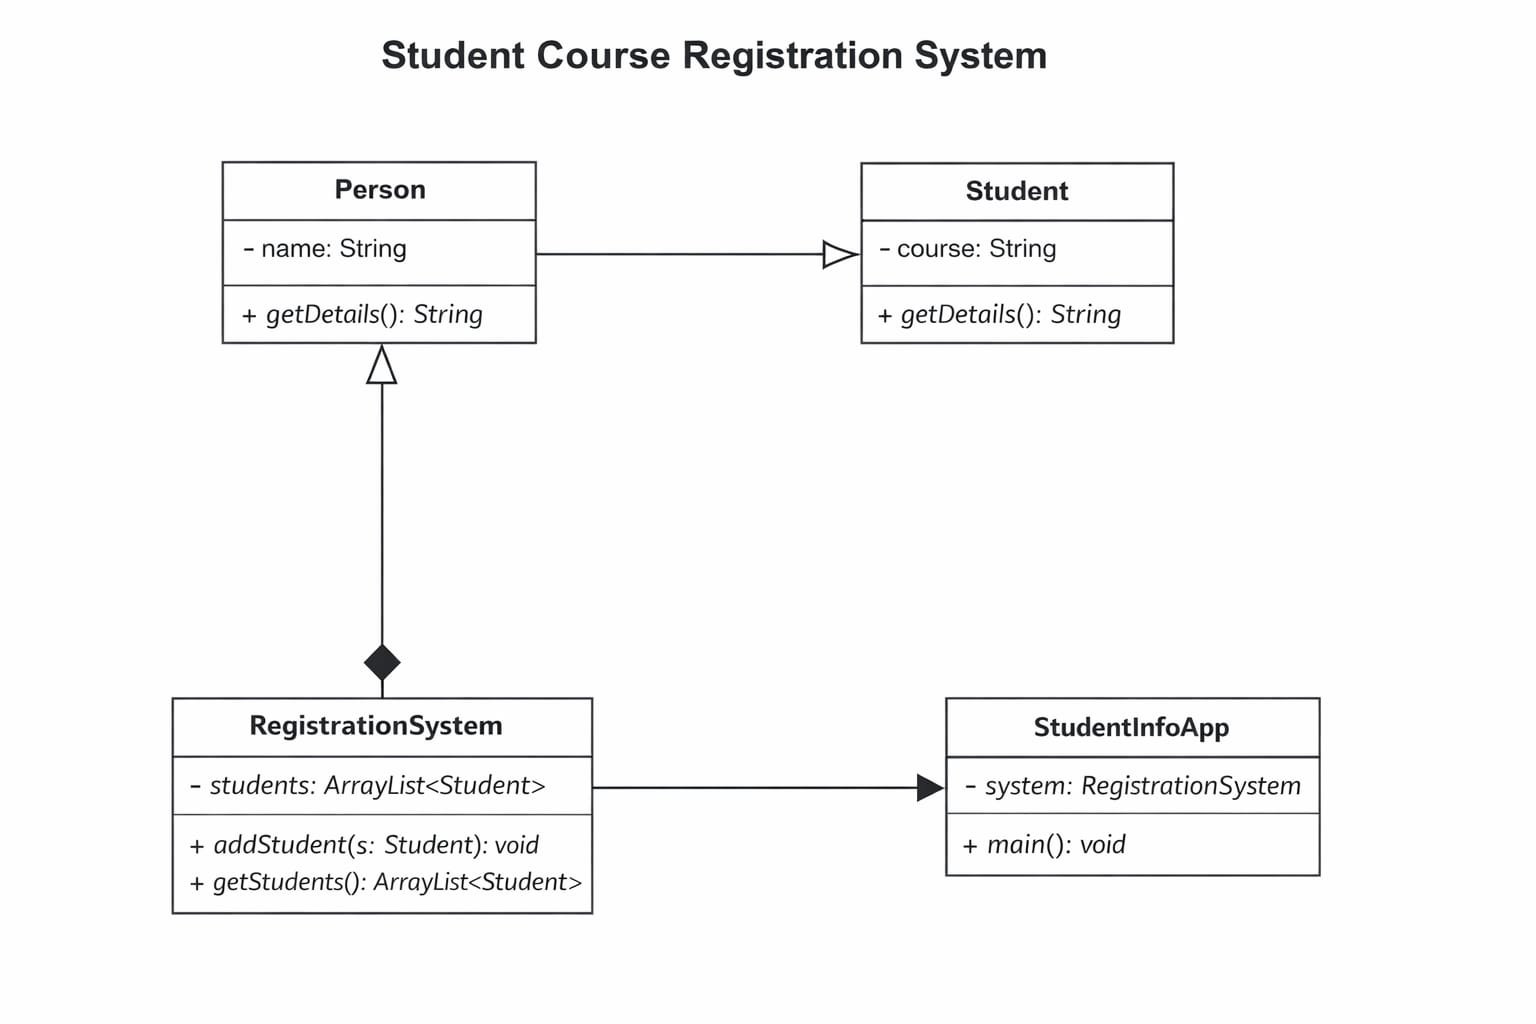 Student Course Registration System
Person
- name: String
+ getDetails(): String
Student
- course: String
+ getDetails(): String
RegistrationSystem
- students: ArrayList<Student>
+ addStudent(s: Student): void
+ getStudents(): ArrayList<Student>
StudentInfoApp
- system: RegistrationSystem
+ main(): void